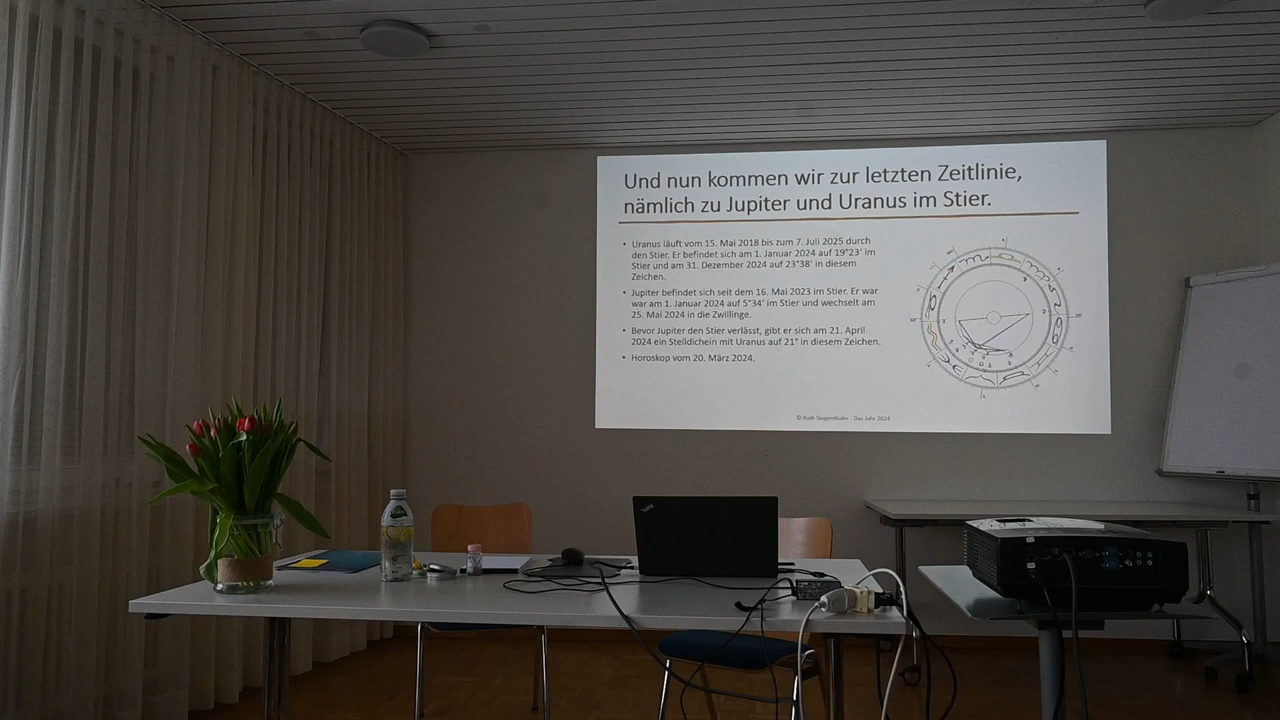 Und nun kommen wir zur letzten Zeitlinie,
nämlich zu Jupiter und Uranus im Stier.
• Uranus läuft vom 15. Mai 2018 bis zum 7. Juli 2025 durch
den Stier. Er befindet sich am 1. Januar 2024 auf 19°23' im
Stier und am 31. Dezember 2024 auf 23°38' in diesem
Zeichen.
• Jupiter befindet sich seit dem 16. Mai 2023 im Stier. Er war
war am 1. Januar 2024 auf 5°34' im Stier und wechselt am
25. Mai 2024 in die Zwillinge.
• Bevor Jupiter den Stier verlässt, gibt er sich am 21. April
2024 ein Stelldichein mit Uranus auf 21° in diesem Zeichen.
• Horoskop vom 20. März 2024.
© Ruth Siegenthaler - Das Jahr 2024